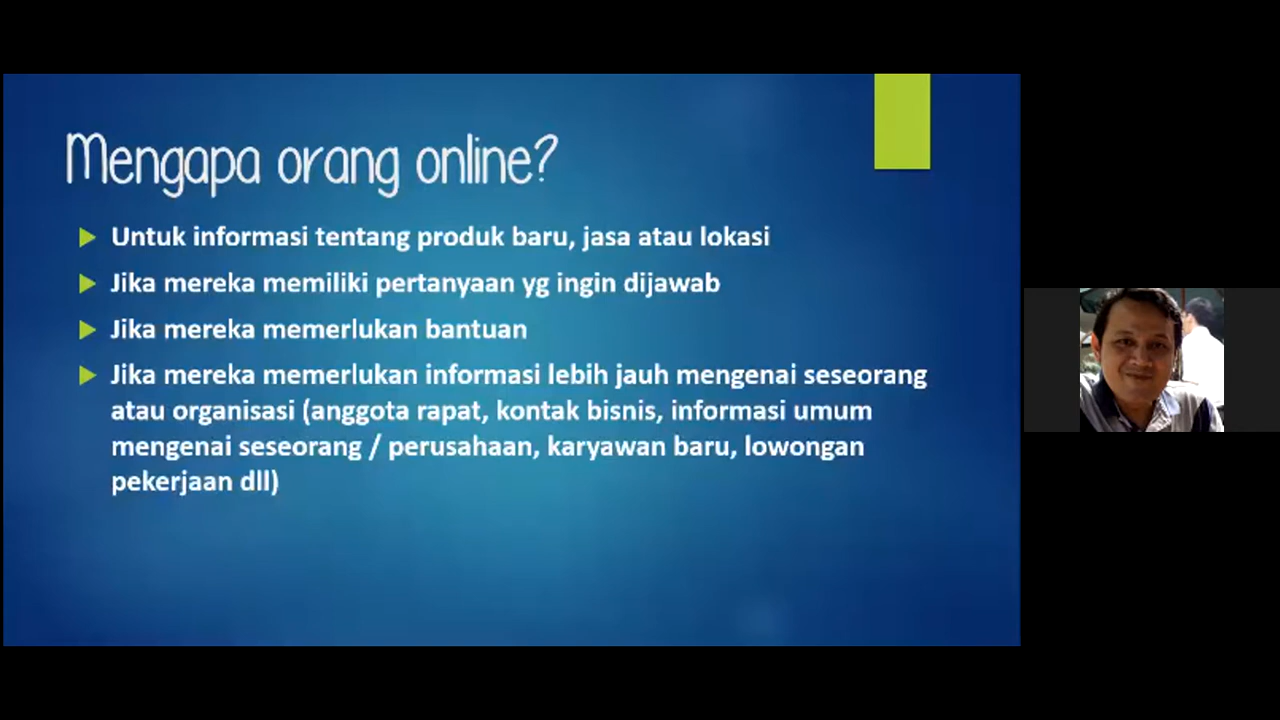 Mengapa orang online?
Untuk informasi tentang produk baru, jasa atau lokasi
Jika mereka memiliki pertanyaan yg ingin dijawab
Jika mereka memerlukan bantuan
Jika mereka memerlukan informasi lebih jauh mengenai seseorang
atau organisasi (anggota rapat, kontak bisnis, informasi umum
mengenai seseorang / perusahaan, karyawan baru, lowongan
pekerjaan dll)